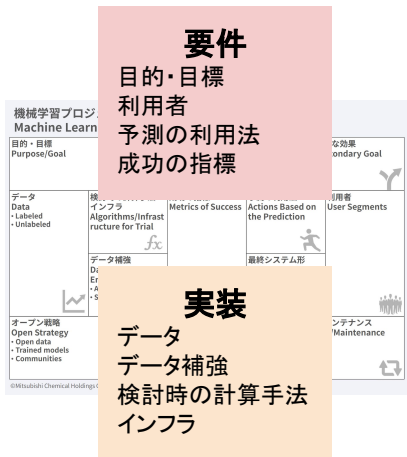 要件
目的・目標
利用者
予測の利用法
成功の指標
機械学習プロジ
Machine Learn
目的・目標
Purpose/Goal
な効果
ondary Goal
データ
Data
• Labeled
• Unlabeled
インフラ
Algorithms/Infrast
ructure for Trial
fx
Metrics of Success
Actions Based on
the Prediction
利用者
User Segments
データ補強
最終システム形
実装
データ
データ補強
検討時の計算手法
インフラ
オープン戦略
Open Strategy
• Open data
• Trained models
• Communities
ンテナンス
/Maintenance
©Mitsubishi Chemical Holdings